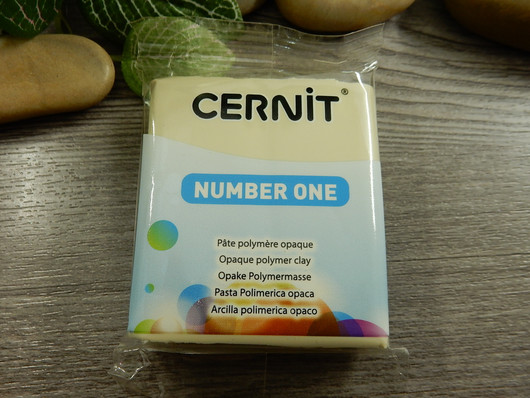 CERNiT®
NUMBER ONE
Pâte polymère opaque
Opaque polymer clay
Opake Polymermasse
Pasta Polimerica opaca
Arcilla polimerica opaco